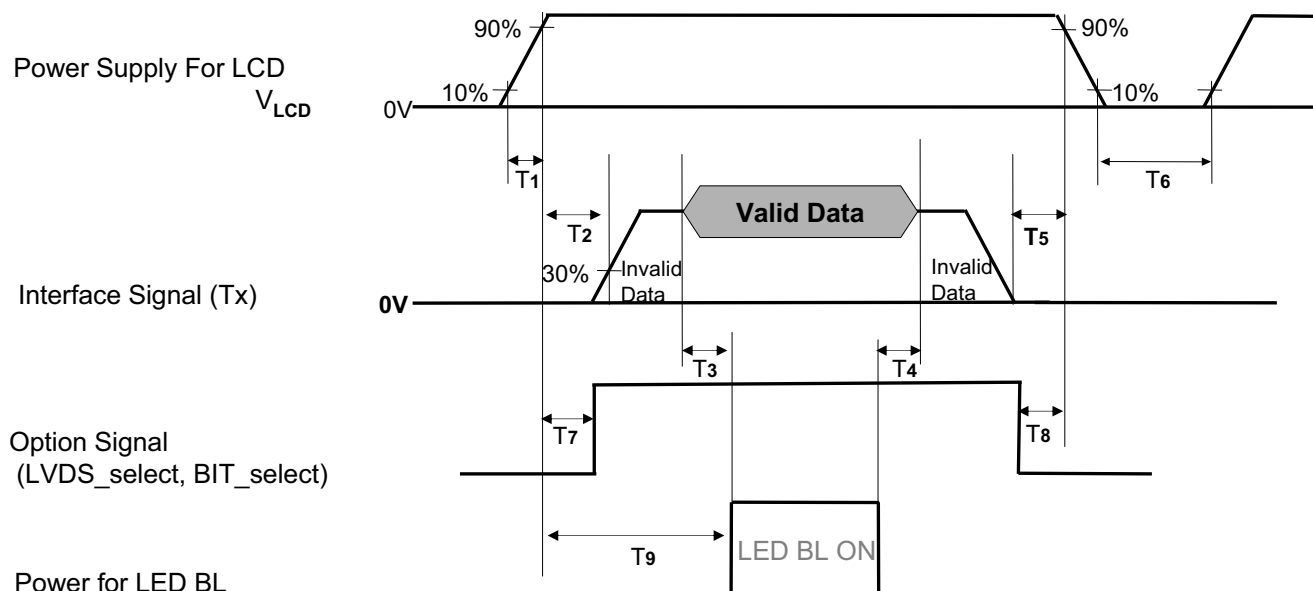 90%
90%
Power Supply For LCD
VLCD
10%
10%
0V
T1
T6
Valid Data
T2
T5
30%
Invalid
Data
Invalid
Data
Interface Signal (Tx)
0V
T3
T4
T7
T8
Option Signal
(LVDS_select, BIT_select)
T9
LED BL ON
Power for LED BL